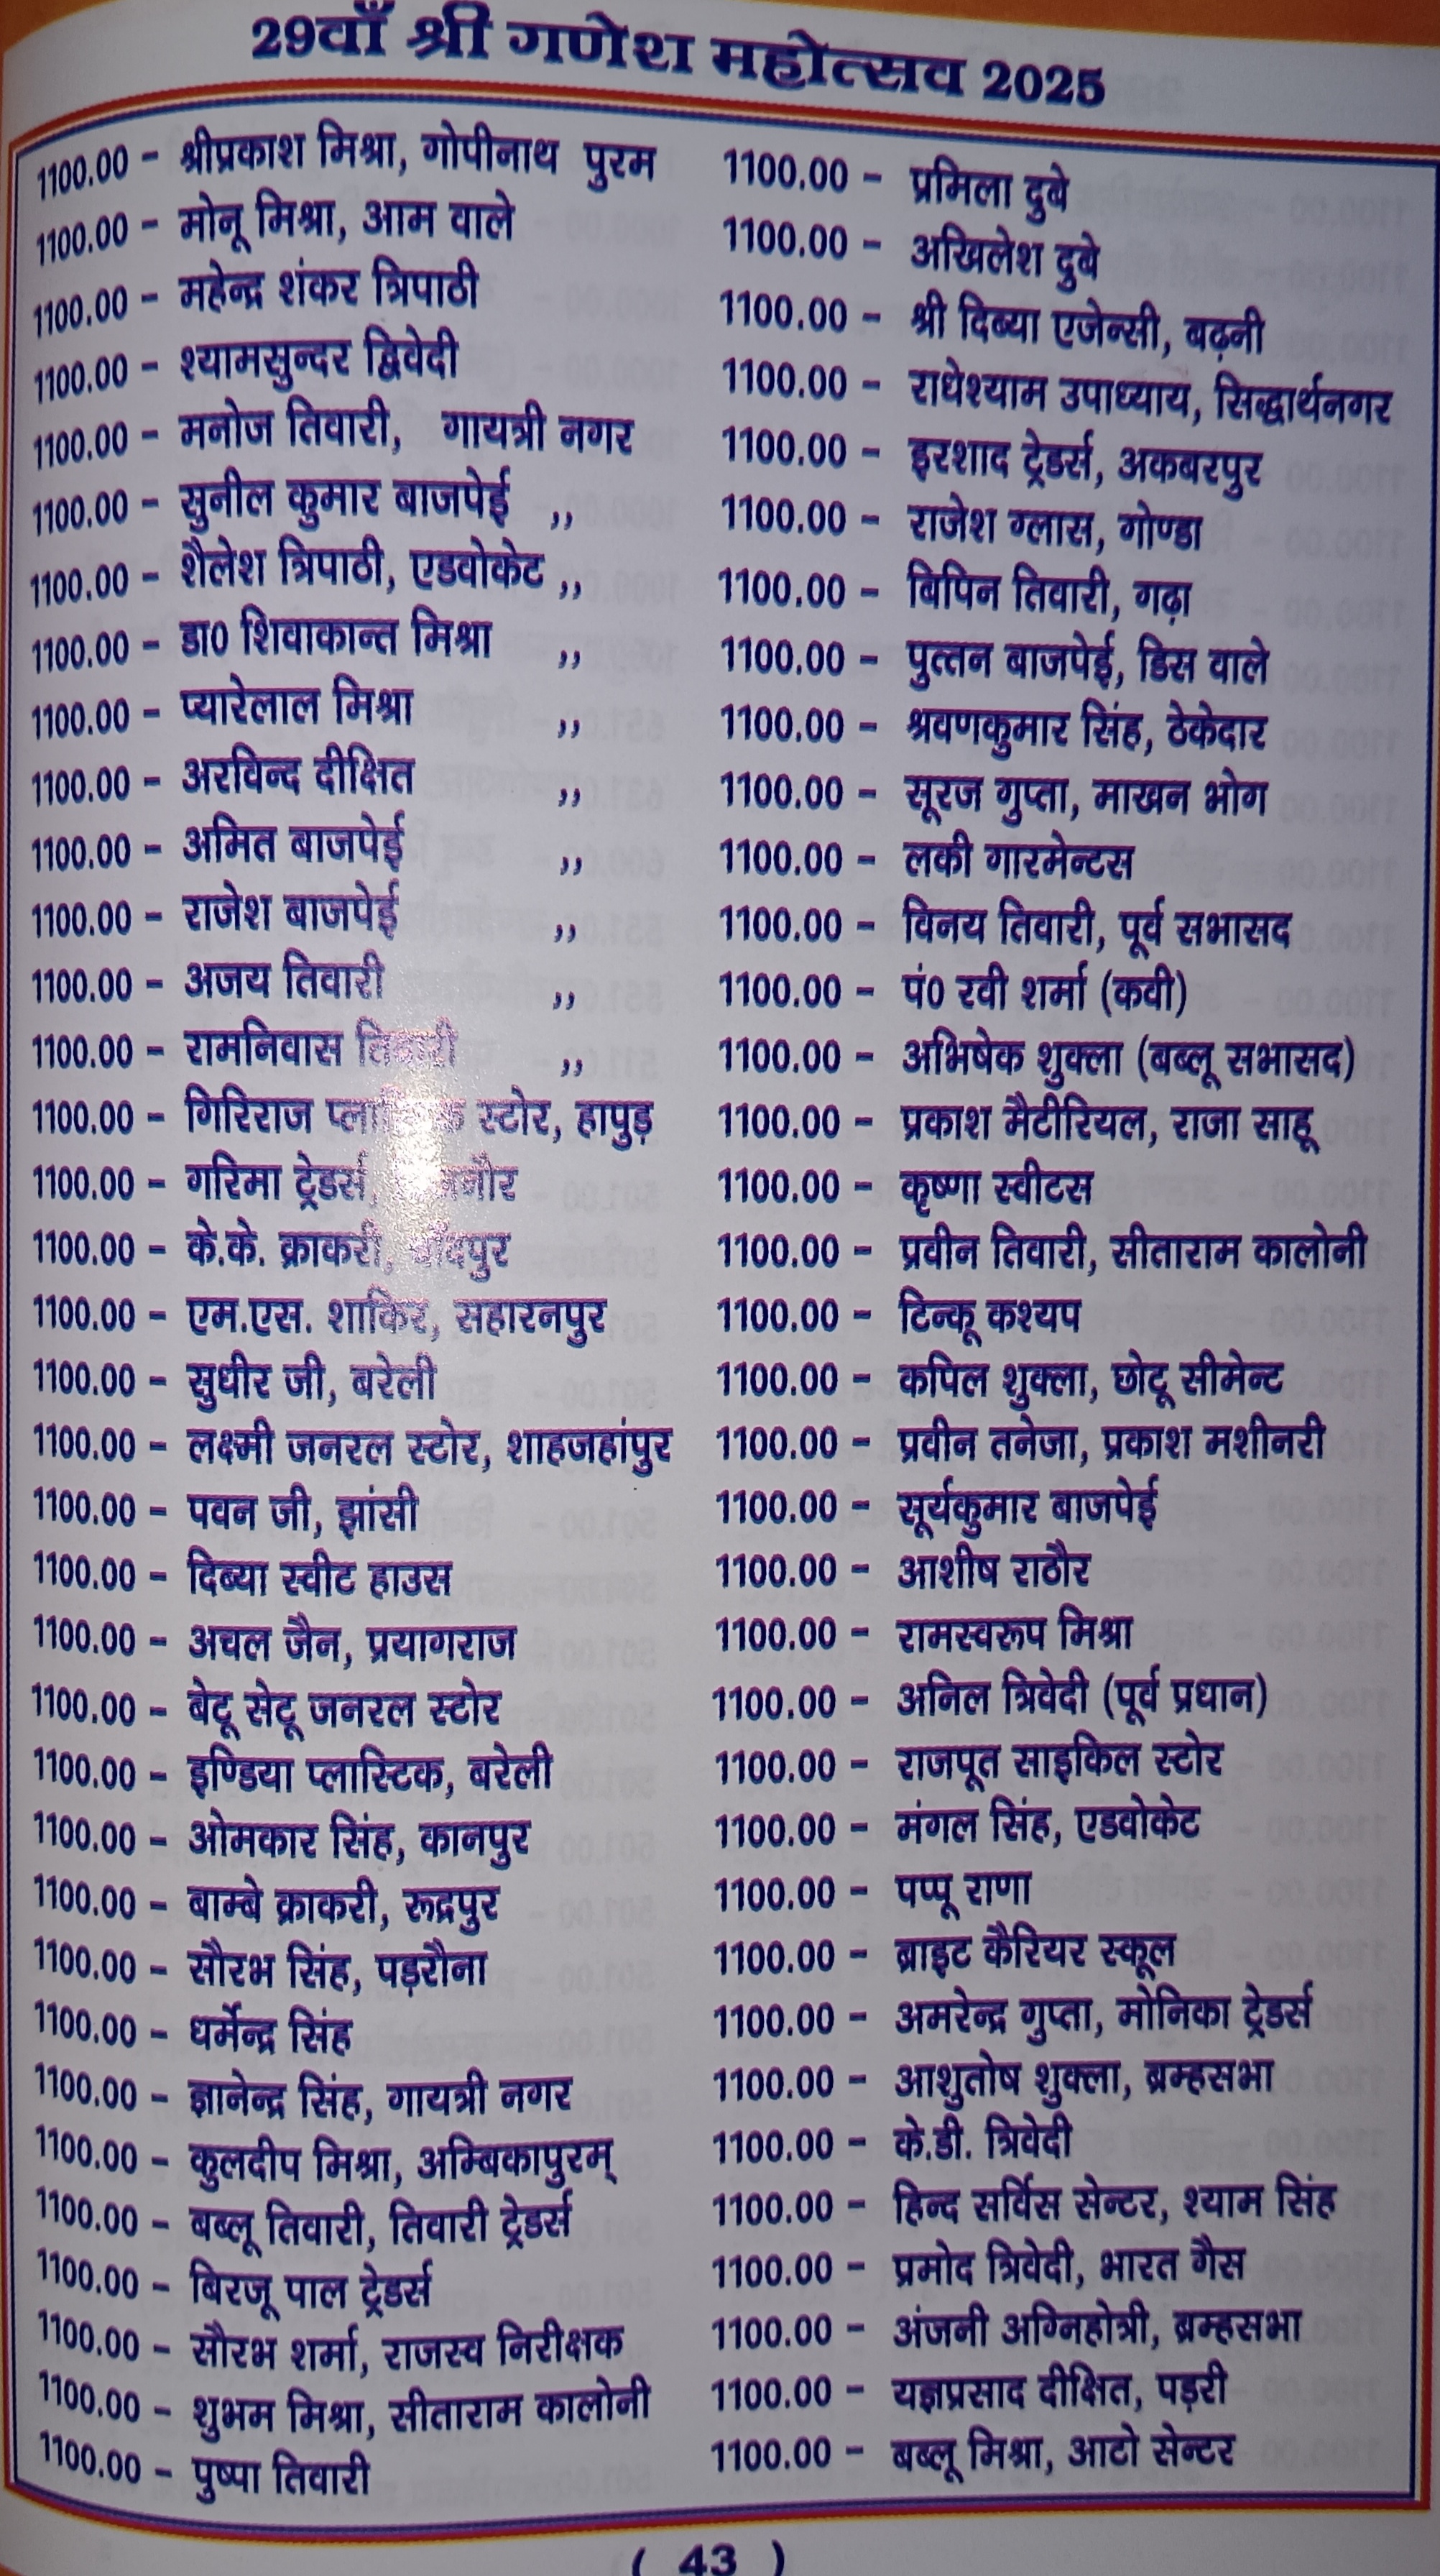 29वाँ श्री गणेश महोत्सव 2025
1100.00 - श्रीप्रकाश मिश्रा, गोपीनाथ पुरम
1100.00 - मोनू मिश्रा, आम वाले
1100.00 - महेन्द्र शंकर त्रिपाठी
1100.00 - श्यामसुन्दर द्विवेदी
1100.00 - मनोज तिवारी, गायत्री नगर
1100.00 - सुनील कुमार बाजपेई ,,
1100.00 - शैलेश त्रिपाठी, एडवोकेट ,,
1100.00 - डा0 शिवाकान्त मिश्रा ,,
1100.00 - प्यारेलाल मिश्रा ,,
1100.00 - अरविन्द दीक्षित ,,
1100.00 - अमित बाजपेई ,,
1100.00 - राजेश बाजपेई ,,
1100.00 - अजय तिवारी ,,
1100.00 - रामनिवास तिवारी ,,
1100.00 - गिरिराज स्टोर, हापुड़
1100.00 - गरिमा ट्रेडर्स,
1100.00 - के.के. क्राकरी,
1100.00 - एम.एस. शाकिर, सहारनपुर
1100.00 - सुधीर जी, बरेली
1100.00 - लक्ष्मी जनरल स्टोर, शाहजहांपुर
1100.00 - पवन जी, झांसी
1100.00 - दिब्या स्वीट हाउस
1100.00 - अचल जैन, प्रयागराज
1100.00 - बेटू सेटू जनरल स्टोर
1100.00 - इण्डिया प्लास्टिक, बरेली
1100.00 - ओमकार सिंह, कानपुर
1100.00 - बाम्बे क्राकरी, रूद्रपुर
1100.00 - सौरभ सिंह, पड़रौना
1100.00 - धर्मेन्द्र सिंह
1100.00 - ज्ञानेन्द्र सिंह, गायत्री नगर
1100.00 - कुलदीप मिश्रा, अम्बिकापुरम्
1100.00 - बब्लू तिवारी, तिवारी ट्रेडर्स
1100.00 - बिरजू पाल ट्रेडर्स
1100.00 - सौरभ शर्मा, राजस्व निरीक्षक
1100.00 - शुभम मिश्रा, सीताराम कालोनी
1100.00 - पुष्पा तिवारी
1100.00 - प्रमिला दुबे
1100.00 - अखिलेश दुबे
1100.00 - श्री दिब्या एजेन्सी, बढ़नी
1100.00 - राधेश्याम उपाध्याय, सिद्धार्थनगर
1100.00 - इरशाद ट्रेडर्स, अकबरपुर
1100.00 - राजेश ग्लास, गोण्डा
1100.00 - बिपिन तिवारी, गढ़ा
1100.00 - पुत्तन बाजपेई, डिस वाले
1100.00 - श्रवणकुमार सिंह, ठेकेदार
1100.00 - सूरज गुप्ता, माखन भोग
1100.00 - लकी गारमेन्टस
1100.00 - विनय तिवारी, पूर्व सभासद
1100.00 - पं0 रवी शर्मा (कवी)
1100.00 - अभिषेक शुक्ला (बब्लू सभासद)
1100.00 - प्रकाश मैटीरियल, राजा साहू
1100.00 - कृष्णा स्वीटस
1100.00 - प्रवीन तिवारी, सीताराम कालोनी
1100.00 - टिन्कू कश्यप
1100.00 - कपिल शुक्ला, छोटू सीमेन्ट
1100.00 - प्रवीन तनेजा, प्रकाश मशीनरी
1100.00 - सूर्यकुमार बाजपेई
1100.00 - आशीष राठौर
1100.00 - रामस्वरूप मिश्रा
1100.00 - अनिल त्रिवेदी (पूर्व प्रधान)
1100.00 - राजपूत साइकिल स्टोर
1100.00 - मंगल सिंह, एडवोकेट
1100.00 - पप्पू राणा
1100.00 - ब्राइट कैरियर स्कूल
1100.00 - अमरेन्द्र गुप्ता, मोनिका ट्रेडर्स
1100.00 - आशुतोष शुक्ला, ब्रम्हसभा
1100.00 - के.डी. त्रिवेदी
1100.00 - हिन्द सर्विस सेन्टर, श्याम सिंह
1100.00 - प्रमोद त्रिवेदी, भारत गैस
1100.00 - अंजनी अग्निहोत्री, ब्रम्हसभा
1100.00 - यज्ञप्रसाद दीक्षित, पड़री
1100.00 - बब्लू मिश्रा, आटो सेन्टर
( 43 )